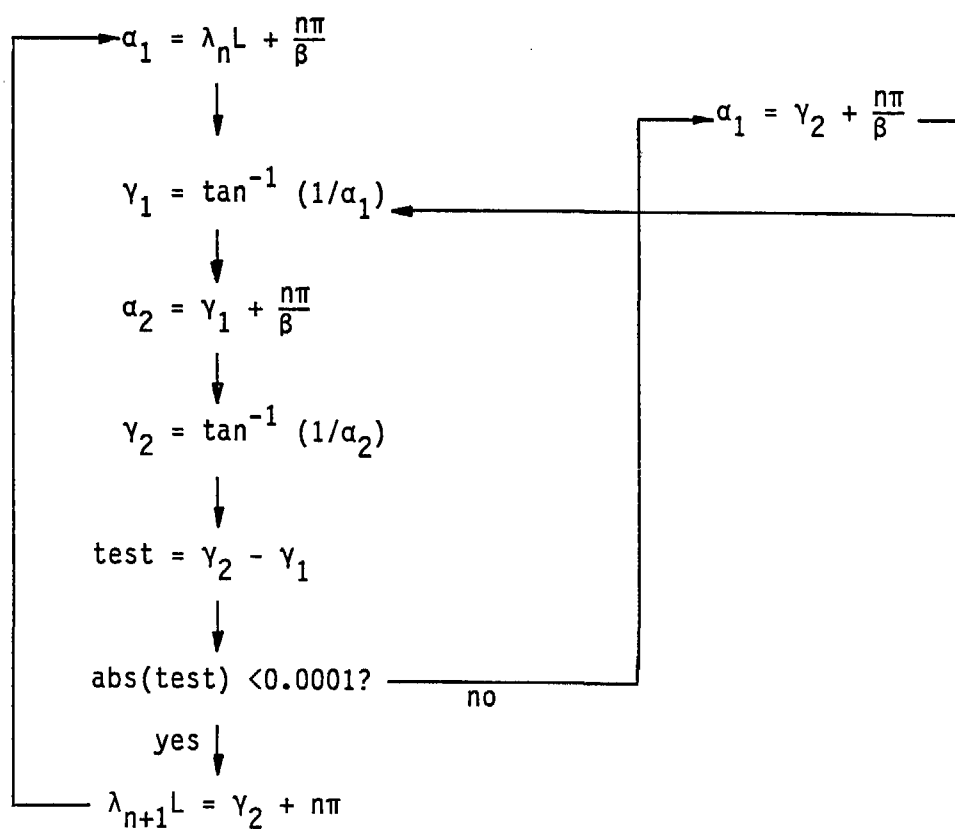 α₁ = λₙL + nπ/β
α₁ = γ₂ + nπ/β
γ₁ = tan⁻¹ (1/α₁)
α₂ = γ₁ + nπ/β
γ₂ = tan⁻¹ (1/α₂)
test = γ₂ - γ₁
abs(test) <0.0001?
no
yes
λₙ₊₁L = γ₂ + nπ